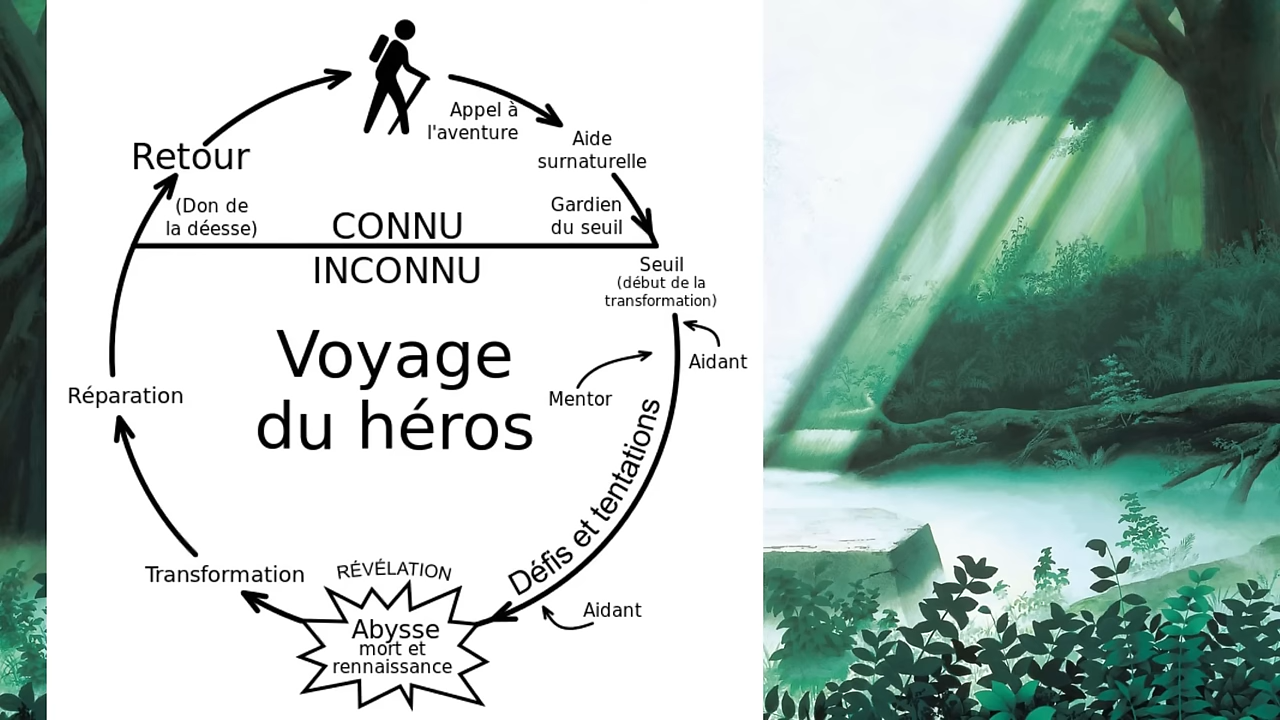 Appel à
l'aventure
Aide
surnaturelle
Retour
(Don de
la déesse)
Gardien
du seuil
CONNU
INCONNU
Seuil
(début de la
transformation)
Aidant
Mentor
Voyage
du héros
Réparation
Défis et tentations
Transformation
RÉVÉLATION
Aidant
Abysse
mort et
rennaissance